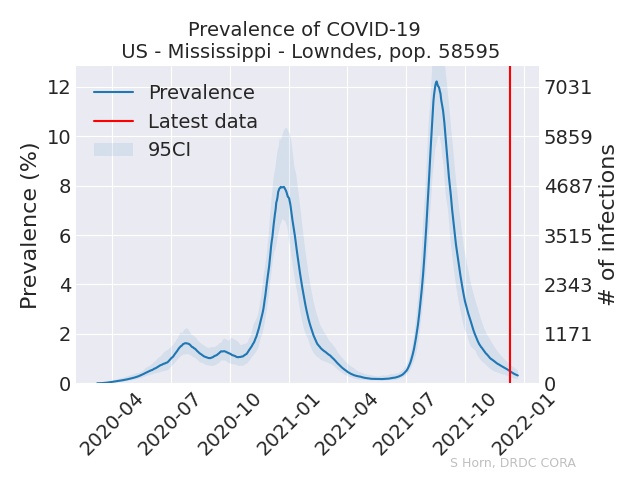 Prevalence of COVID-19
US - Mississippi - Lowndes, pop. 58595
Prevalence (%)
12
10
8
6
4
2
0
Prevalence
Latest data
95CI
7031
5859
4687
3515
2343
1171
0
# of infections
2020-04
2020-07
2020-10
2021-01
2021-04
2021-07
2021-10
2022-01
S Horn, DRDC CORA